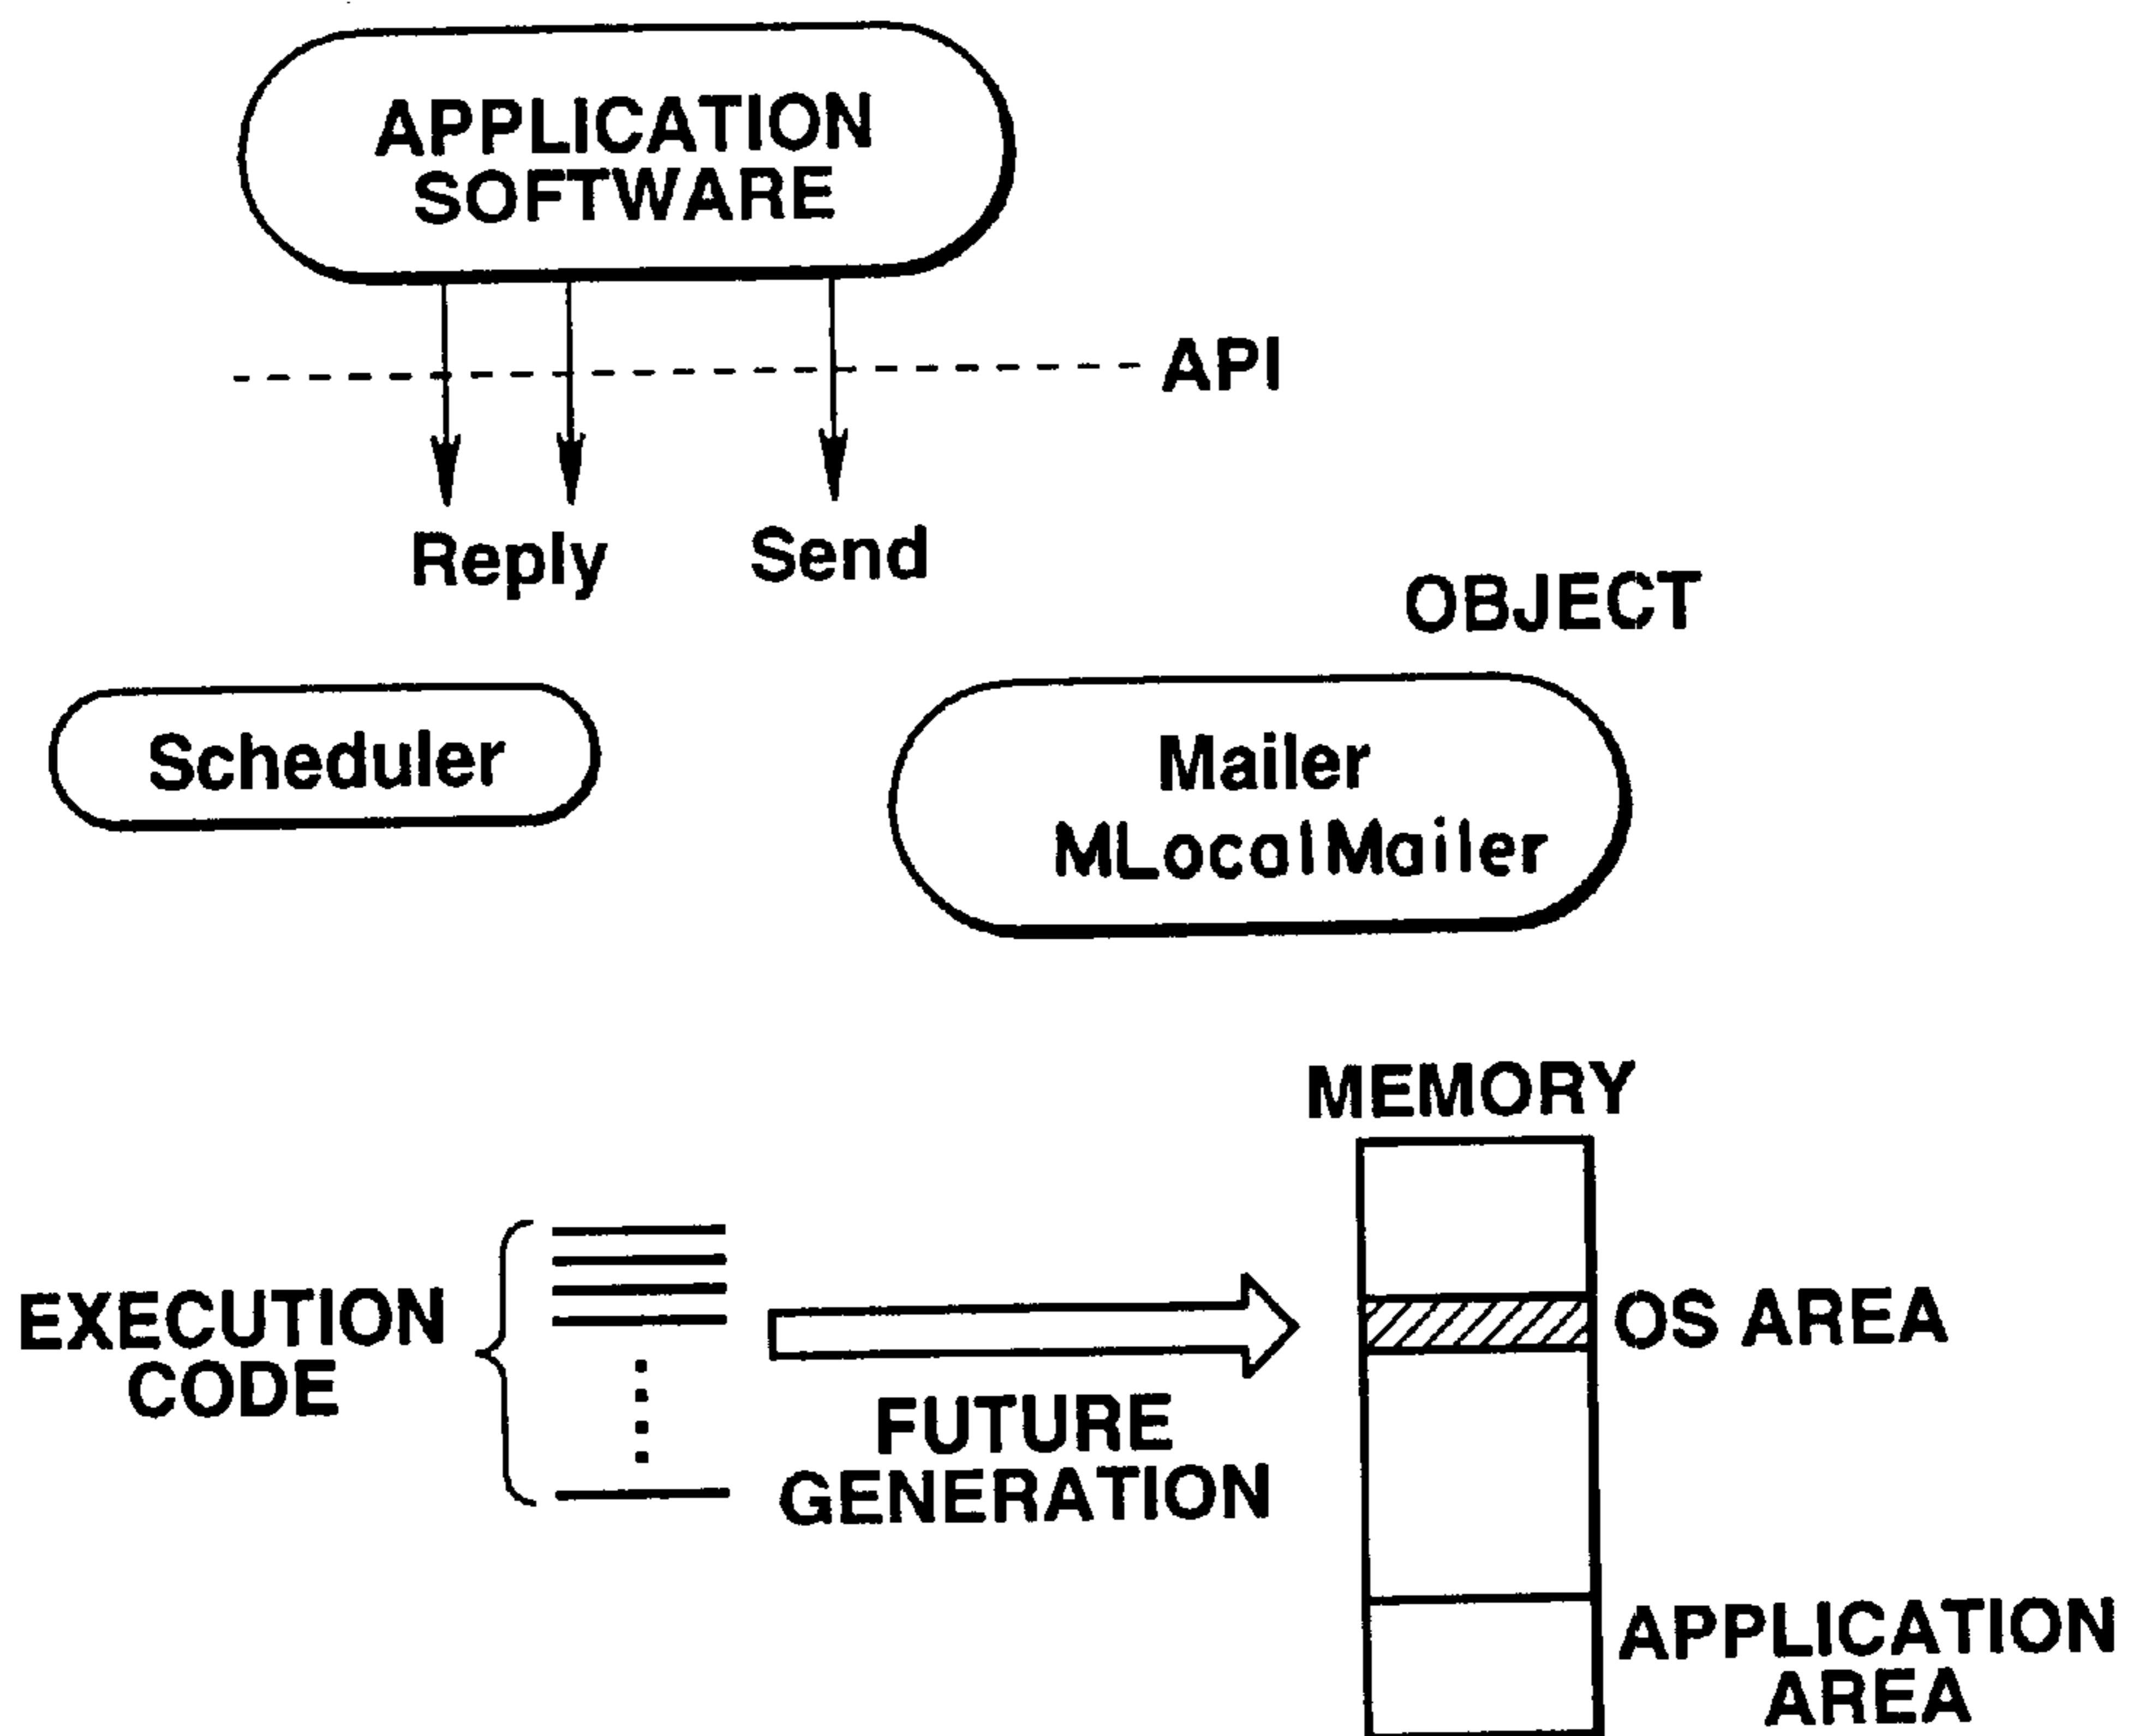 APPLICATION
SOFTWARE
API
Reply
Send
OBJECT
Scheduler
Mailer
MLocalMailer
MEMORY
EXECUTION
CODE
OS AREA
FUTURE
GENERATION
APPLICATION
AREA